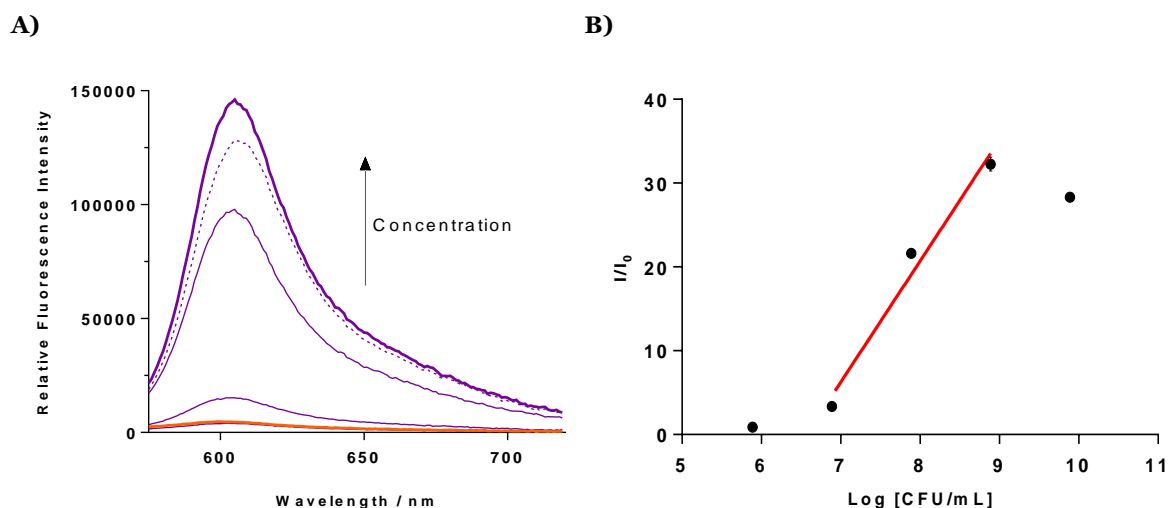 A)
B)
150000
100000
50000
0
600
650
700
Relative Fluorescence Intensity
Wavelength / nm
Concentration
40
30
20
10
0
5
6
7
8
9
10
11
I/I0
Log [CFU/mL]